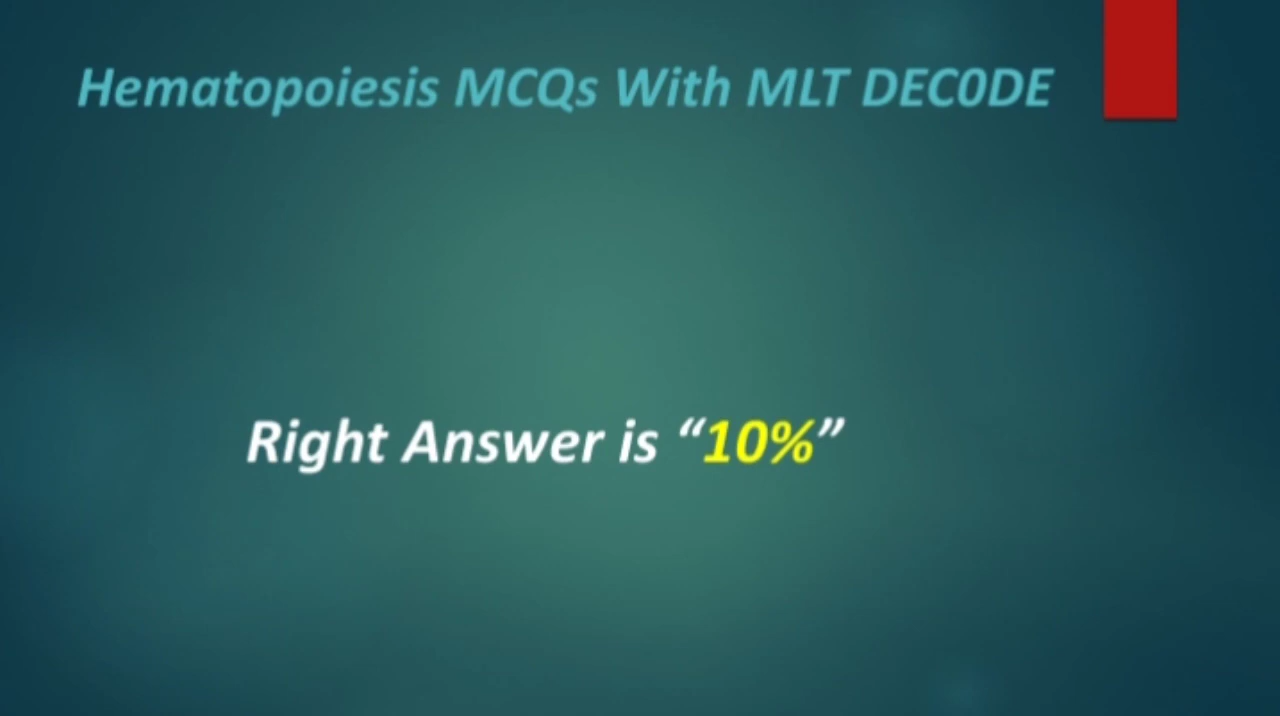 Hematopoiesis MCQs With MLT DEC0DE
Right Answer is “10%”